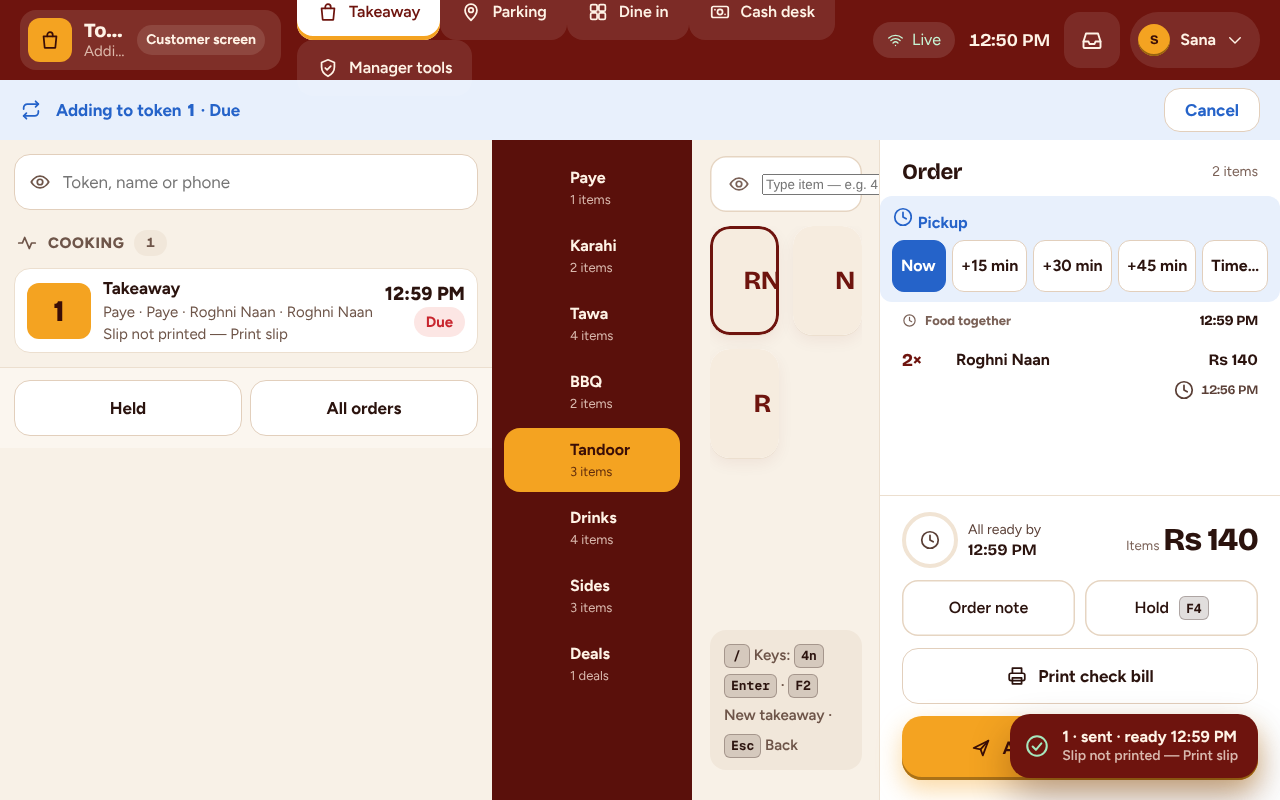 To...
Addi...
Customer screen
Takeaway
Parking
Dine in
Cash desk
Manager tools
Live
12:50 PM
S
Sana
Adding to token 1 · Due
Cancel
Token, name or phone
COOKING 1
1
Takeaway
Paye · Paye · Roghni Naan · Roghni Naan
Slip not printed — Print slip
12:59 PM
Due
Held
All orders
Paye
1 items
Karahi
2 items
Tawa
4 items
BBQ
2 items
Tandoor
3 items
Drinks
4 items
Sides
3 items
Deals
1 deals
Type item — e.g. 4
RN
N
R
/ Keys: 4n
Enter · F2
New takeaway ·
Esc Back
Order
2 items
Pickup
Now
+15 min
+30 min
+45 min
Time...
Food together
12:59 PM
2× Roghni Naan Rs 140
12:56 PM
All ready by
12:59 PM
Items Rs 140
Order note
Hold F4
Print check bill
1 · sent · ready 12:59 PM
Slip not printed — Print slip